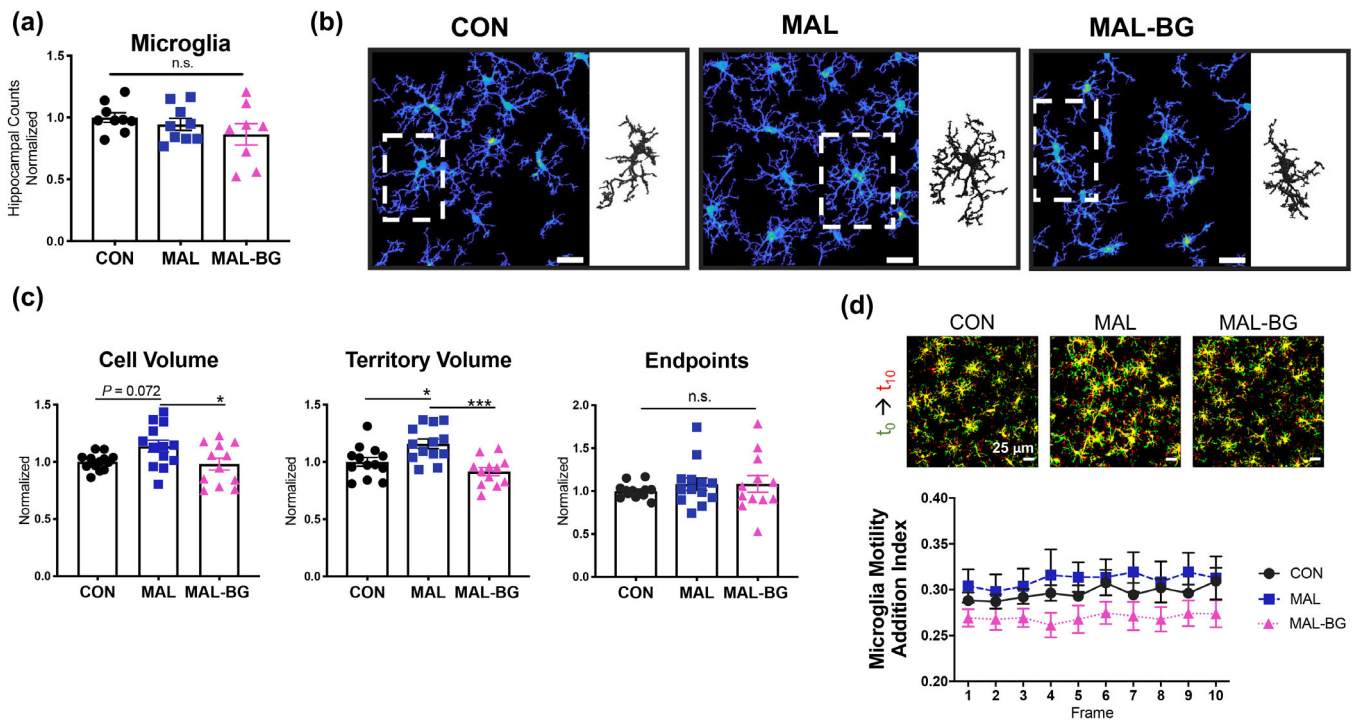 (a)
Microglia
n.s.
Hippocampal Counts
Normalized
1.5
1.0
0.5
0.0
CON
MAL
MAL-BG
(b)
CON
MAL
MAL-BG
(c)
Cell Volume
P = 0.072
*
Normalized
1.5
1.0
0.5
0.0
CON
MAL
MAL-BG
Territory Volume
*
***
Normalized
1.5
1.0
0.5
0.0
CON
MAL
MAL-BG
Endpoints
n.s.
Normalized
2.0
1.5
1.0
0.5
0.0
CON
MAL
MAL-BG
(d)
CON
MAL
MAL-BG
t0 → t10
25 μm
Microglia Motility
Addition Index
0.40
0.35
0.30
0.25
0.20
1 2 3 4 5 6 7 8 9 10
Frame
CON
MAL
MAL-BG